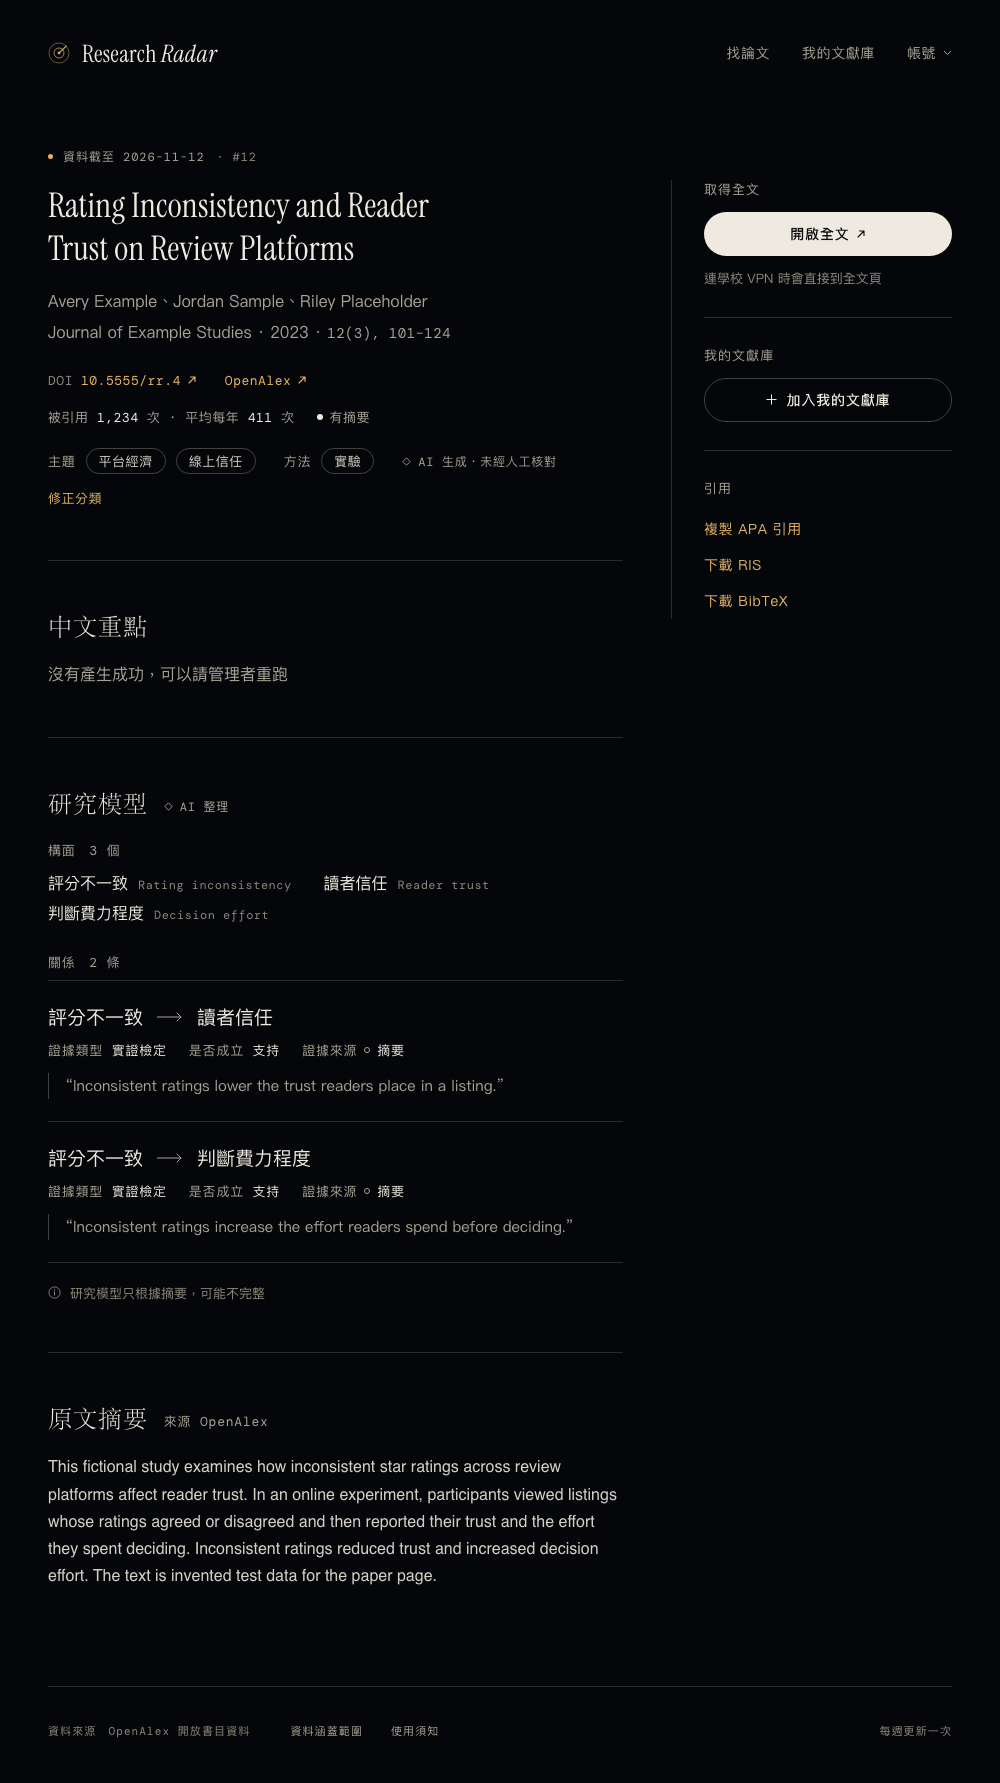 Research Radar
找論文 我的文獻庫 帳號
資料截至 2026-11-12 · #12
Rating Inconsistency and Reader
Trust on Review Platforms
Avery Example、Jordan Sample、Riley Placeholder
Journal of Example Studies · 2023 · 12(3), 101–124
DOI 10.5555/rr.4 ↗ OpenAlex ↗
被引用 1,234 次 · 平均每年 411 次 ● 有摘要
主題 平台經濟 線上信任 方法 實驗 ◇ AI 生成·未經人工核對
修正分類
取得全文
開啟全文 ↗
連學校 VPN 時會直接到全文頁
我的文獻庫
+ 加入我的文獻庫
引用
複製 APA 引用
下載 RIS
下載 BibTeX
中文重點
沒有產生成功，可以請管理者重跑
研究模型 ◇ AI 整理
構面 3 個
評分不一致 Rating inconsistency 讀者信任 Reader trust
判斷費力程度 Decision effort
關係 2 條
評分不一致 → 讀者信任
證據類型 實證檢定 是否成立 支持 證據來源 ○ 摘要
“Inconsistent ratings lower the trust readers place in a listing.”
評分不一致 → 判斷費力程度
證據類型 實證檢定 是否成立 支持 證據來源 ○ 摘要
“Inconsistent ratings increase the effort readers spend before deciding.”
研究模型只根據摘要，可能不完整
原文摘要 來源 OpenAlex
This fictional study examines how inconsistent star ratings across review
platforms affect reader trust. In an online experiment, participants viewed listings
whose ratings agreed or disagreed and then reported their trust and the effort
they spent deciding. Inconsistent ratings reduced trust and increased decision
effort. The text is invented test data for the paper page.
資料來源 OpenAlex 開放書目資料 資料涵蓋範圍 使用須知 每週更新一次